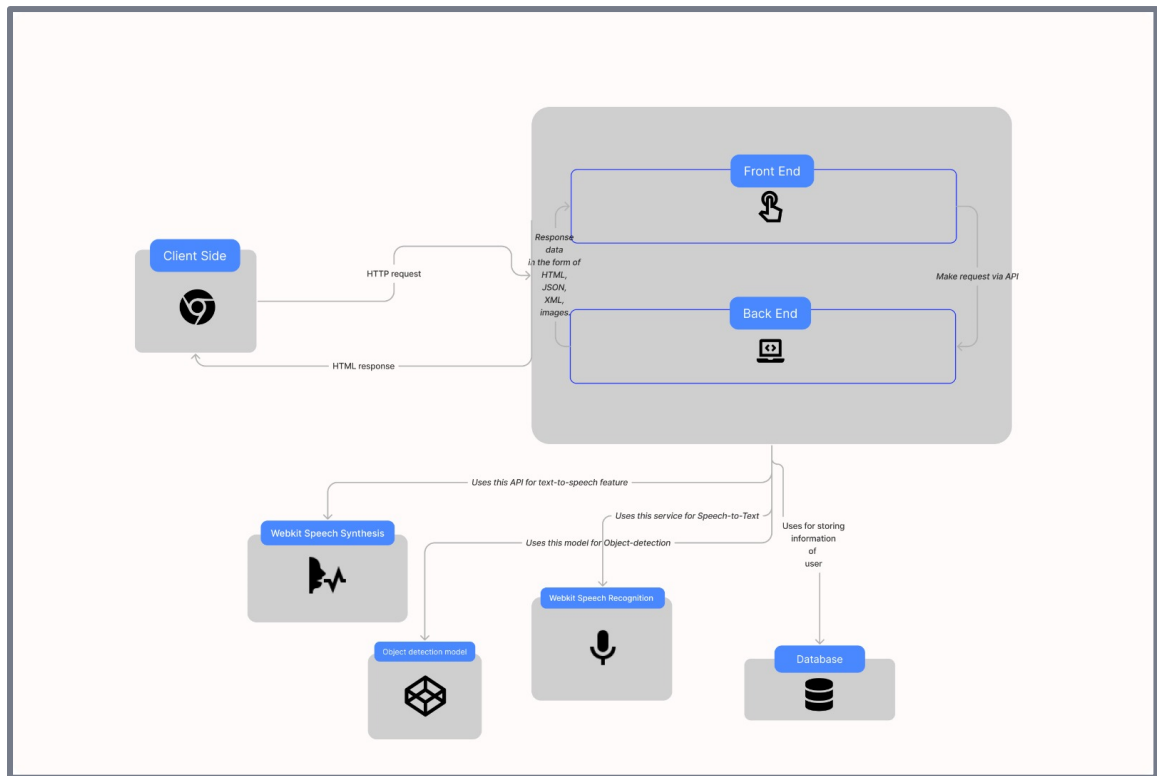 Front End
Response
data
in the form of
HTML,
JSON,
XML,
images.
Client Side
HTTP request
Make request via API
Back End
HTML response
Uses this API for text-to-speech feature
Uses this service for Speech-to-Text
Uses for storing
information
of
user
Webkit Speech Synthesis
Uses this model for Object-detection
Webkit Speech Recognition
Object detection model
Database